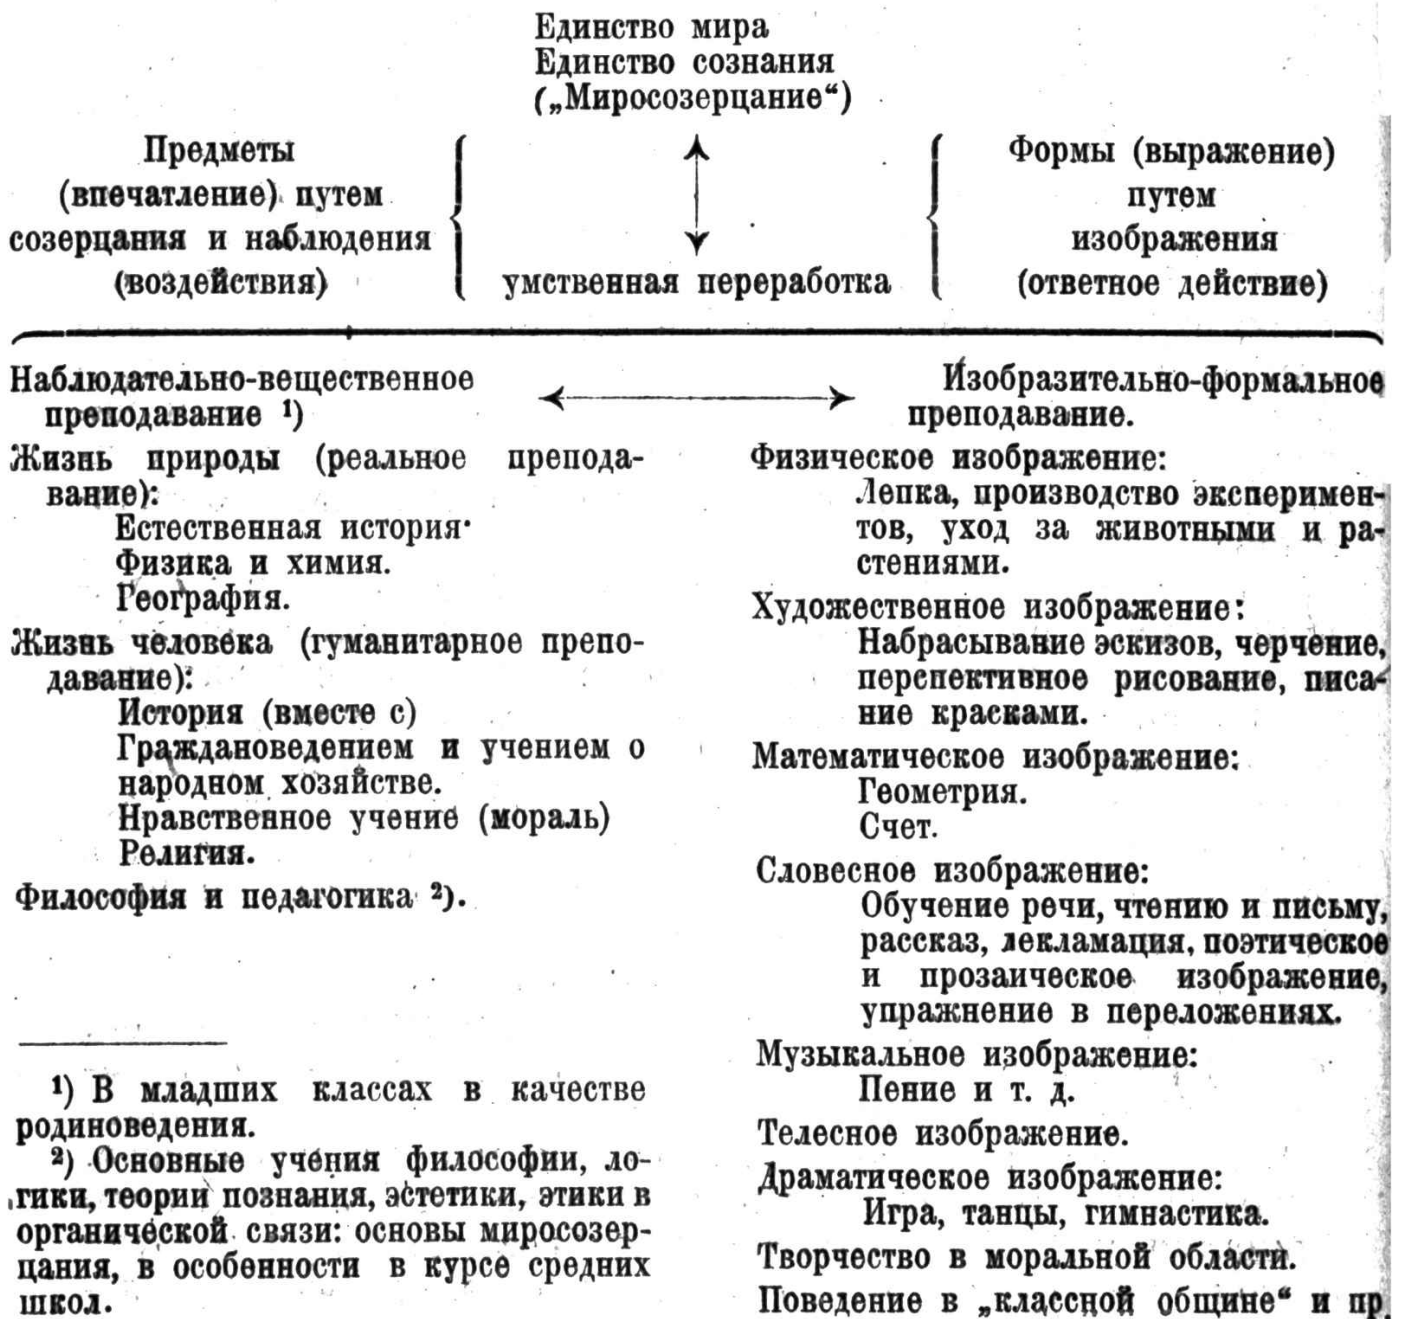 Единство мира
Единство сознания
(„Миросозерцание“)
Предметы
(впечатление) путем
созерцания и наблюдения
(воздействия)
умственная переработка
Формы (выражение)
путем
изображения
(ответное действие)
Наблюдательно-вещественное
преподавание ¹)
Жизнь природы (реальное препода-
вание):
Естественная история.
Физика и химия.
География.
Жизнь человека (гуманитарное препо-
давание):
История (вместе с)
Граждановедением и учением о
народном хозяйстве.
Нравственное учение (мораль)
Религия.
Философия и педагогика ²).
¹) В младших классах в качестве
родиноведения.
²) Основные учения философии, ло-
гики, теории познания, эстетики, этики в
органической связи: основы миросозер-
цания, в особенности в курсе средних
школ.
Изобразительно-формальное
преподавание.
Физическое изображение:
Лепка, производство эксперимен-
тов, уход за животными и ра-
стениями.
Художественное изображение:
Набрасывание эскизов, черчение,
перспективное рисование, писа-
ние красками.
Математическое изображение:
Геометрия.
Счет.
Словесное изображение:
Обучение речи, чтению и письму,
рассказ, декламация, поэтическое
и прозаическое изображение,
упражнение в переложениях.
Музыкальное изображение:
Пение и т. д.
Телесное изображение.
Драматическое изображение:
Игра, танцы, гимнастика.
Творчество в моральной области.
Поведение в „классной общине“ и пр.